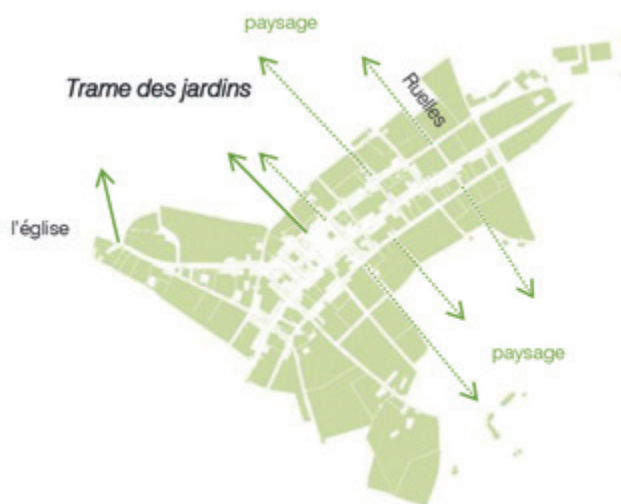 paysage
Trame des jardins
Ruelles
l'église
paysage